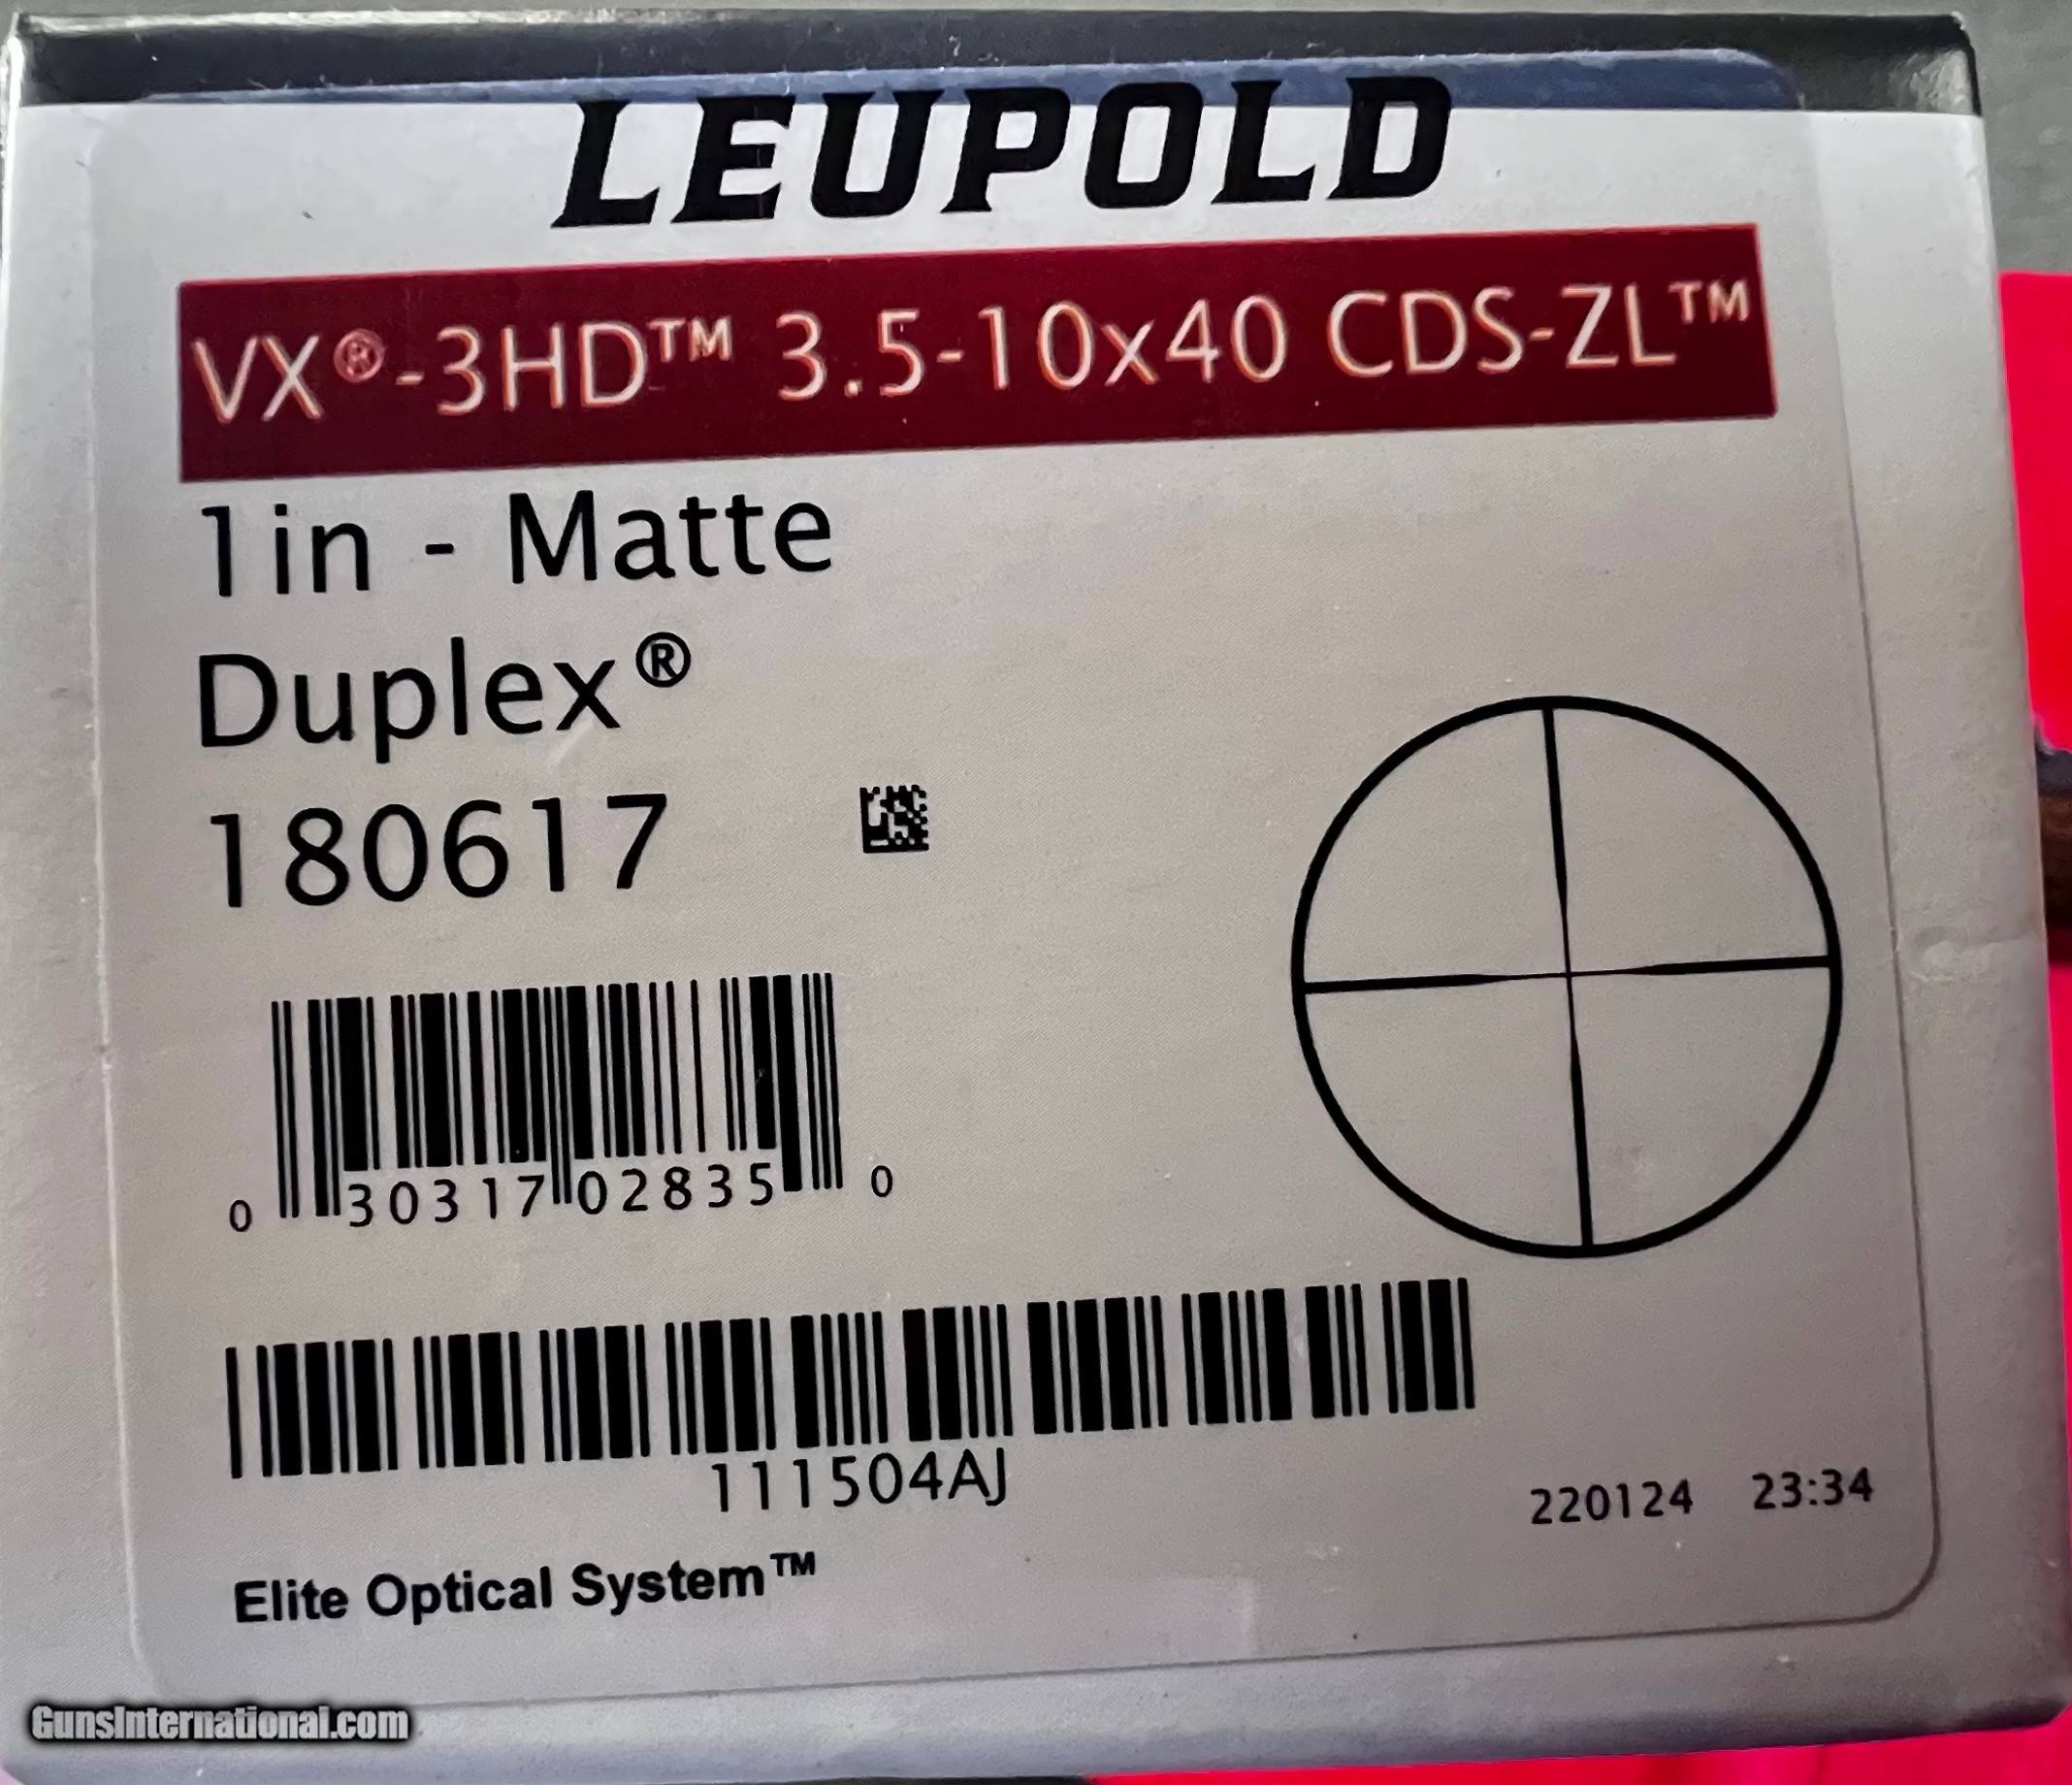 LEUPOLD
VX®-3HD™ 3.5-10x40 CDS-ZL™
1in - Matte
Duplex®
180617
0 30317 02835 0
111504AJ
220124 23:34
Elite Optical System™
GunsInternational.com